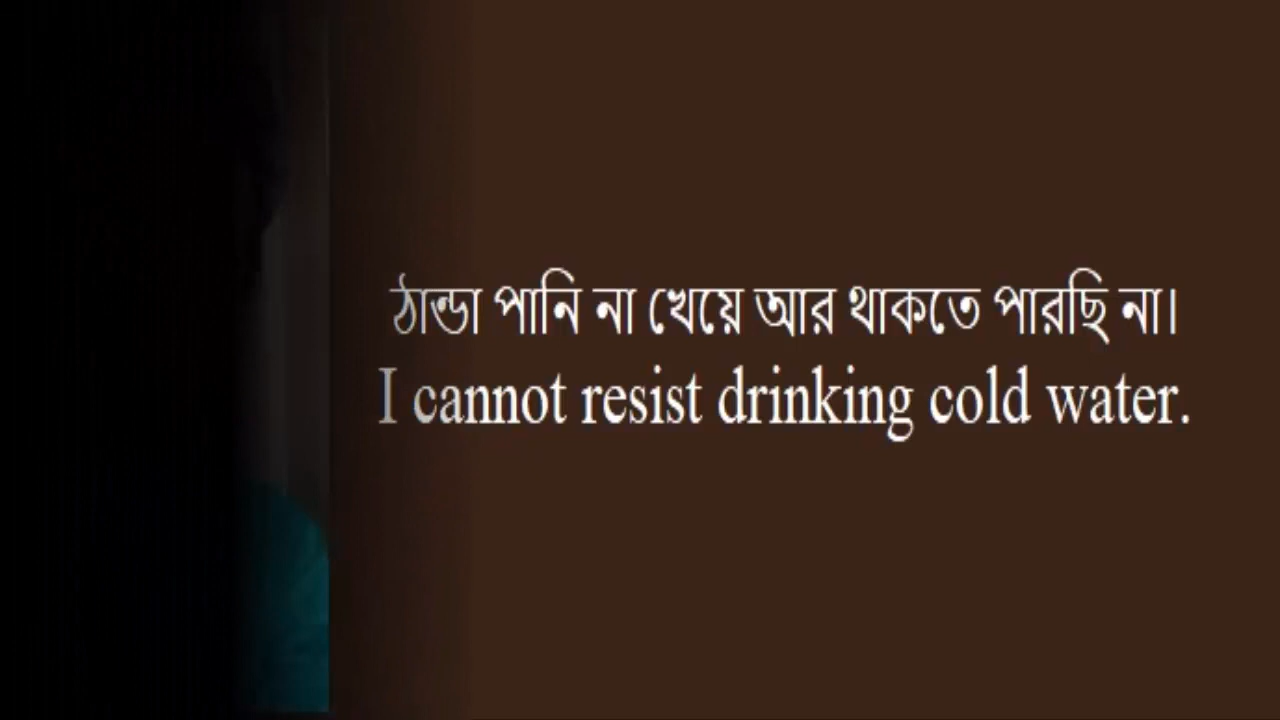 ঠান্ডা পানি না খেয়ে আর থাকতে পারছি না।
I cannot resist drinking cold water.